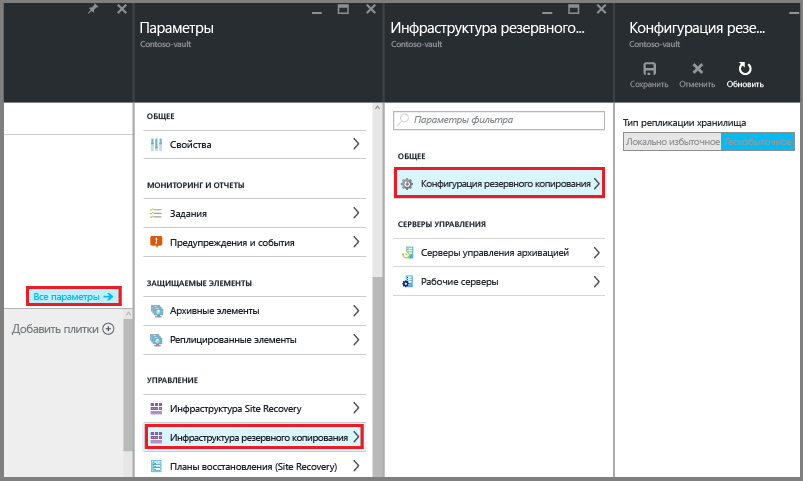 Все параметры
Добавить плитки
Параметры
Contoso-vault
ОБЩЕЕ
Свойства
МОНИТОРИНГ И ОТЧЕТЫ
Задания
Предупреждения и события
ЗАЩИЩАЕМЫЕ ЭЛЕМЕНТЫ
Архивные элементы
Реплицированные элементы
УПРАВЛЕНИЕ
Инфраструктура Site Recovery
Инфраструктура резервного копирования
Планы восстановления (Site Recovery)
Инфраструктура резервного...
Contoso-vault
Параметры фильтра
ОБЩЕЕ
Конфигурация резервного копирования
СЕРВЕРЫ УПРАВЛЕНИЯ
Серверы управления архивацией
Рабочие серверы
Конфигурация резе...
Contoso-vault
Сохранить Отменить Обновить
Тип репликации хранилища
Локально избыточное Геоизбыточное